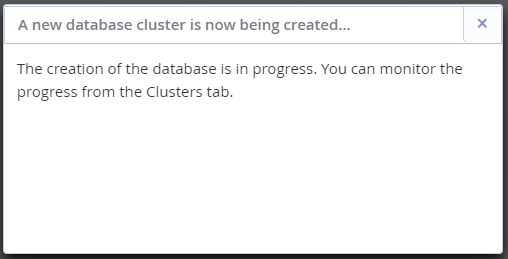 A new database cluster is now being created...
The creation of the database is in progress. You can monitor the
progress from the Clusters tab.